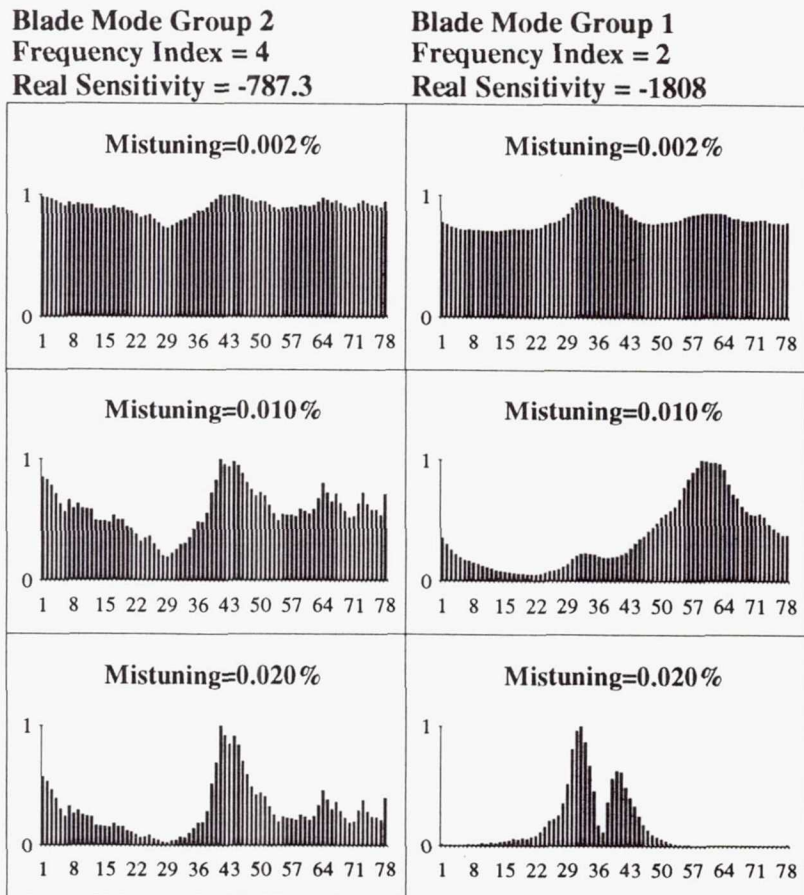 Blade Mode Group 2
Frequency Index = 4
Real Sensitivity = -787.3
Blade Mode Group 1
Frequency Index = 2
Real Sensitivity = -1808
Mistuning=0.002%
1
0
1 8 15 22 29 36 43 50 57 64 71 78
Mistuning=0.002%
1
0
1 8 15 22 29 36 43 50 57 64 71 78
Mistuning=0.010%
1
0
1 8 15 22 29 36 43 50 57 64 71 78
Mistuning=0.010%
1
0
1 8 15 22 29 36 43 50 57 64 71 78
Mistuning=0.020%
1
0
1 8 15 22 29 36 43 50 57 64 71 78
Mistuning=0.020%
1
0
1 8 15 22 29 36 43 50 57 64 71 78